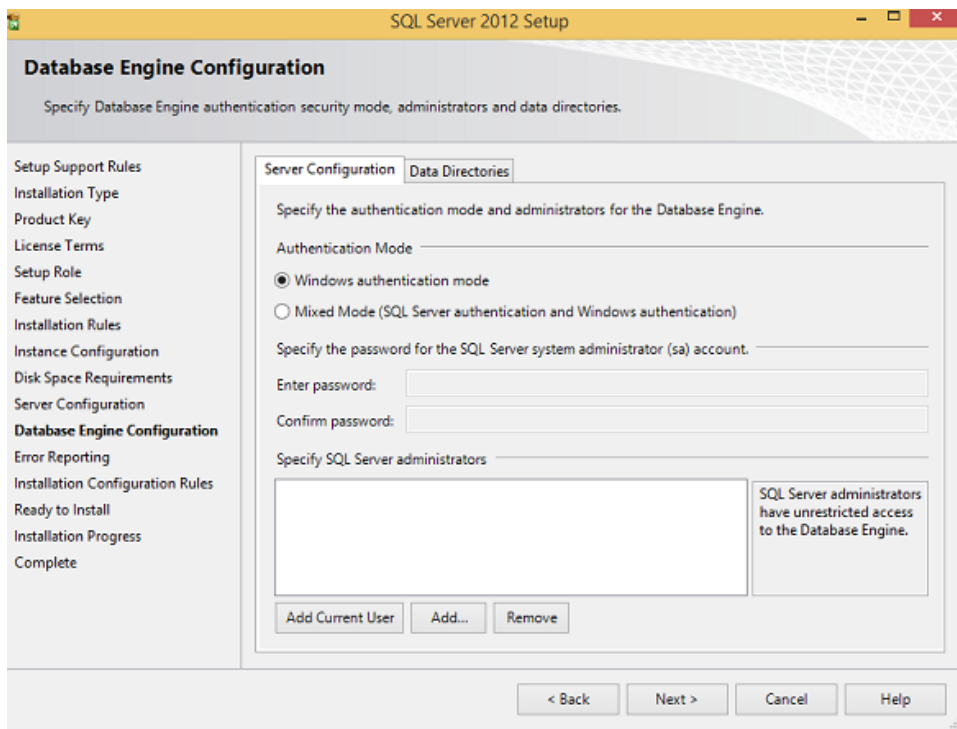 SQL Server 2012 Setup
Database Engine Configuration
Specify Database Engine authentication security mode, administrators and data directories.
Setup Support Rules
Installation Type
Product Key
License Terms
Setup Role
Feature Selection
Installation Rules
Instance Configuration
Disk Space Requirements
Server Configuration
Database Engine Configuration
Error Reporting
Installation Configuration Rules
Ready to Install
Installation Progress
Complete
Server Configuration
Data Directories
Specify the authentication mode and administrators for the Database Engine.
Authentication Mode
Windows authentication mode
Mixed Mode (SQL Server authentication and Windows authentication)
Specify the password for the SQL Server system administrator (sa) account.
Enter password:
Confirm password:
Specify SQL Server administrators
SQL Server administrators
have unrestricted access
to the Database Engine.
Add Current User
Add...
Remove
< Back
Next >
Cancel
Help